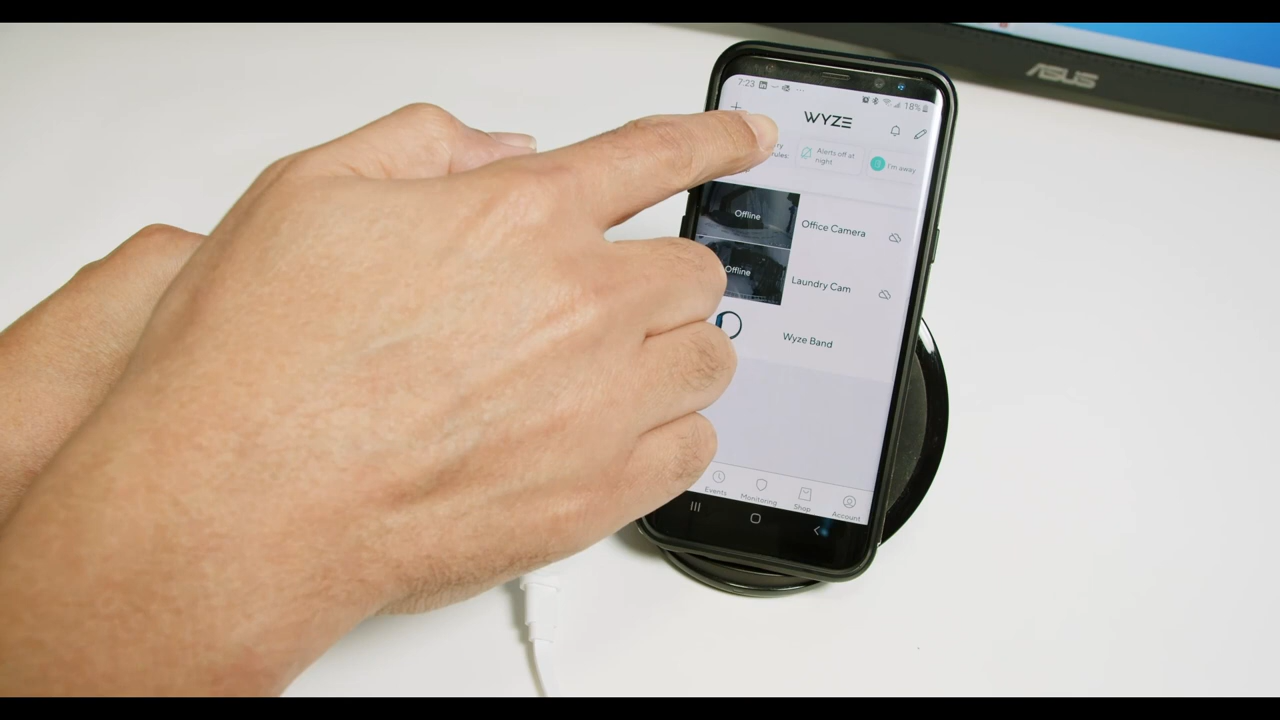 ASUS
7:23
18%
WYZE
Alerts off at
night
I'm away
Offline
Office Camera
Offline
Laundry Cam
Wyze Band
Events
Monitoring
Shop
Account